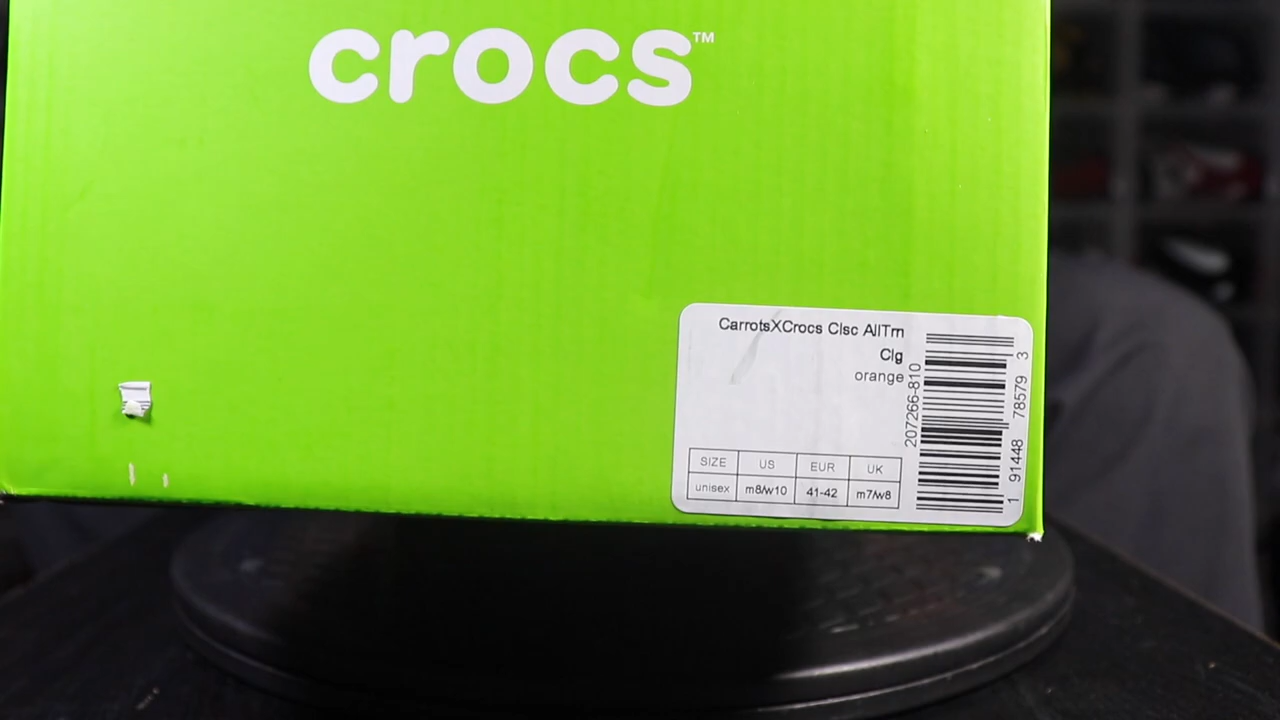 crocs™
CarrotsXCrocs Clsc AllTrn
Clg
orange
207266-810
1 91448 78579 3
SIZE US EUR UK
unisex m8/w10 41-42 m7/w8